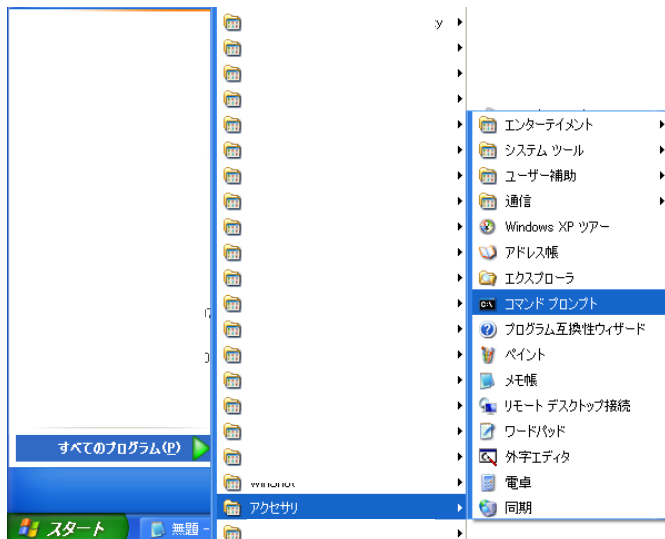 y
エンターテイメント
システム ツール
ユーザー補助
通信
Windows XP ツアー
アドレス帳
エクスプローラ
コマンド プロンプト
プログラム互換性ウィザード
ペイント
メモ帳
リモート デスクトップ接続
ワードパッド
外字エディタ
電卓
同期
すべてのプログラム(P)
アクセサリ
スタート
無題 -